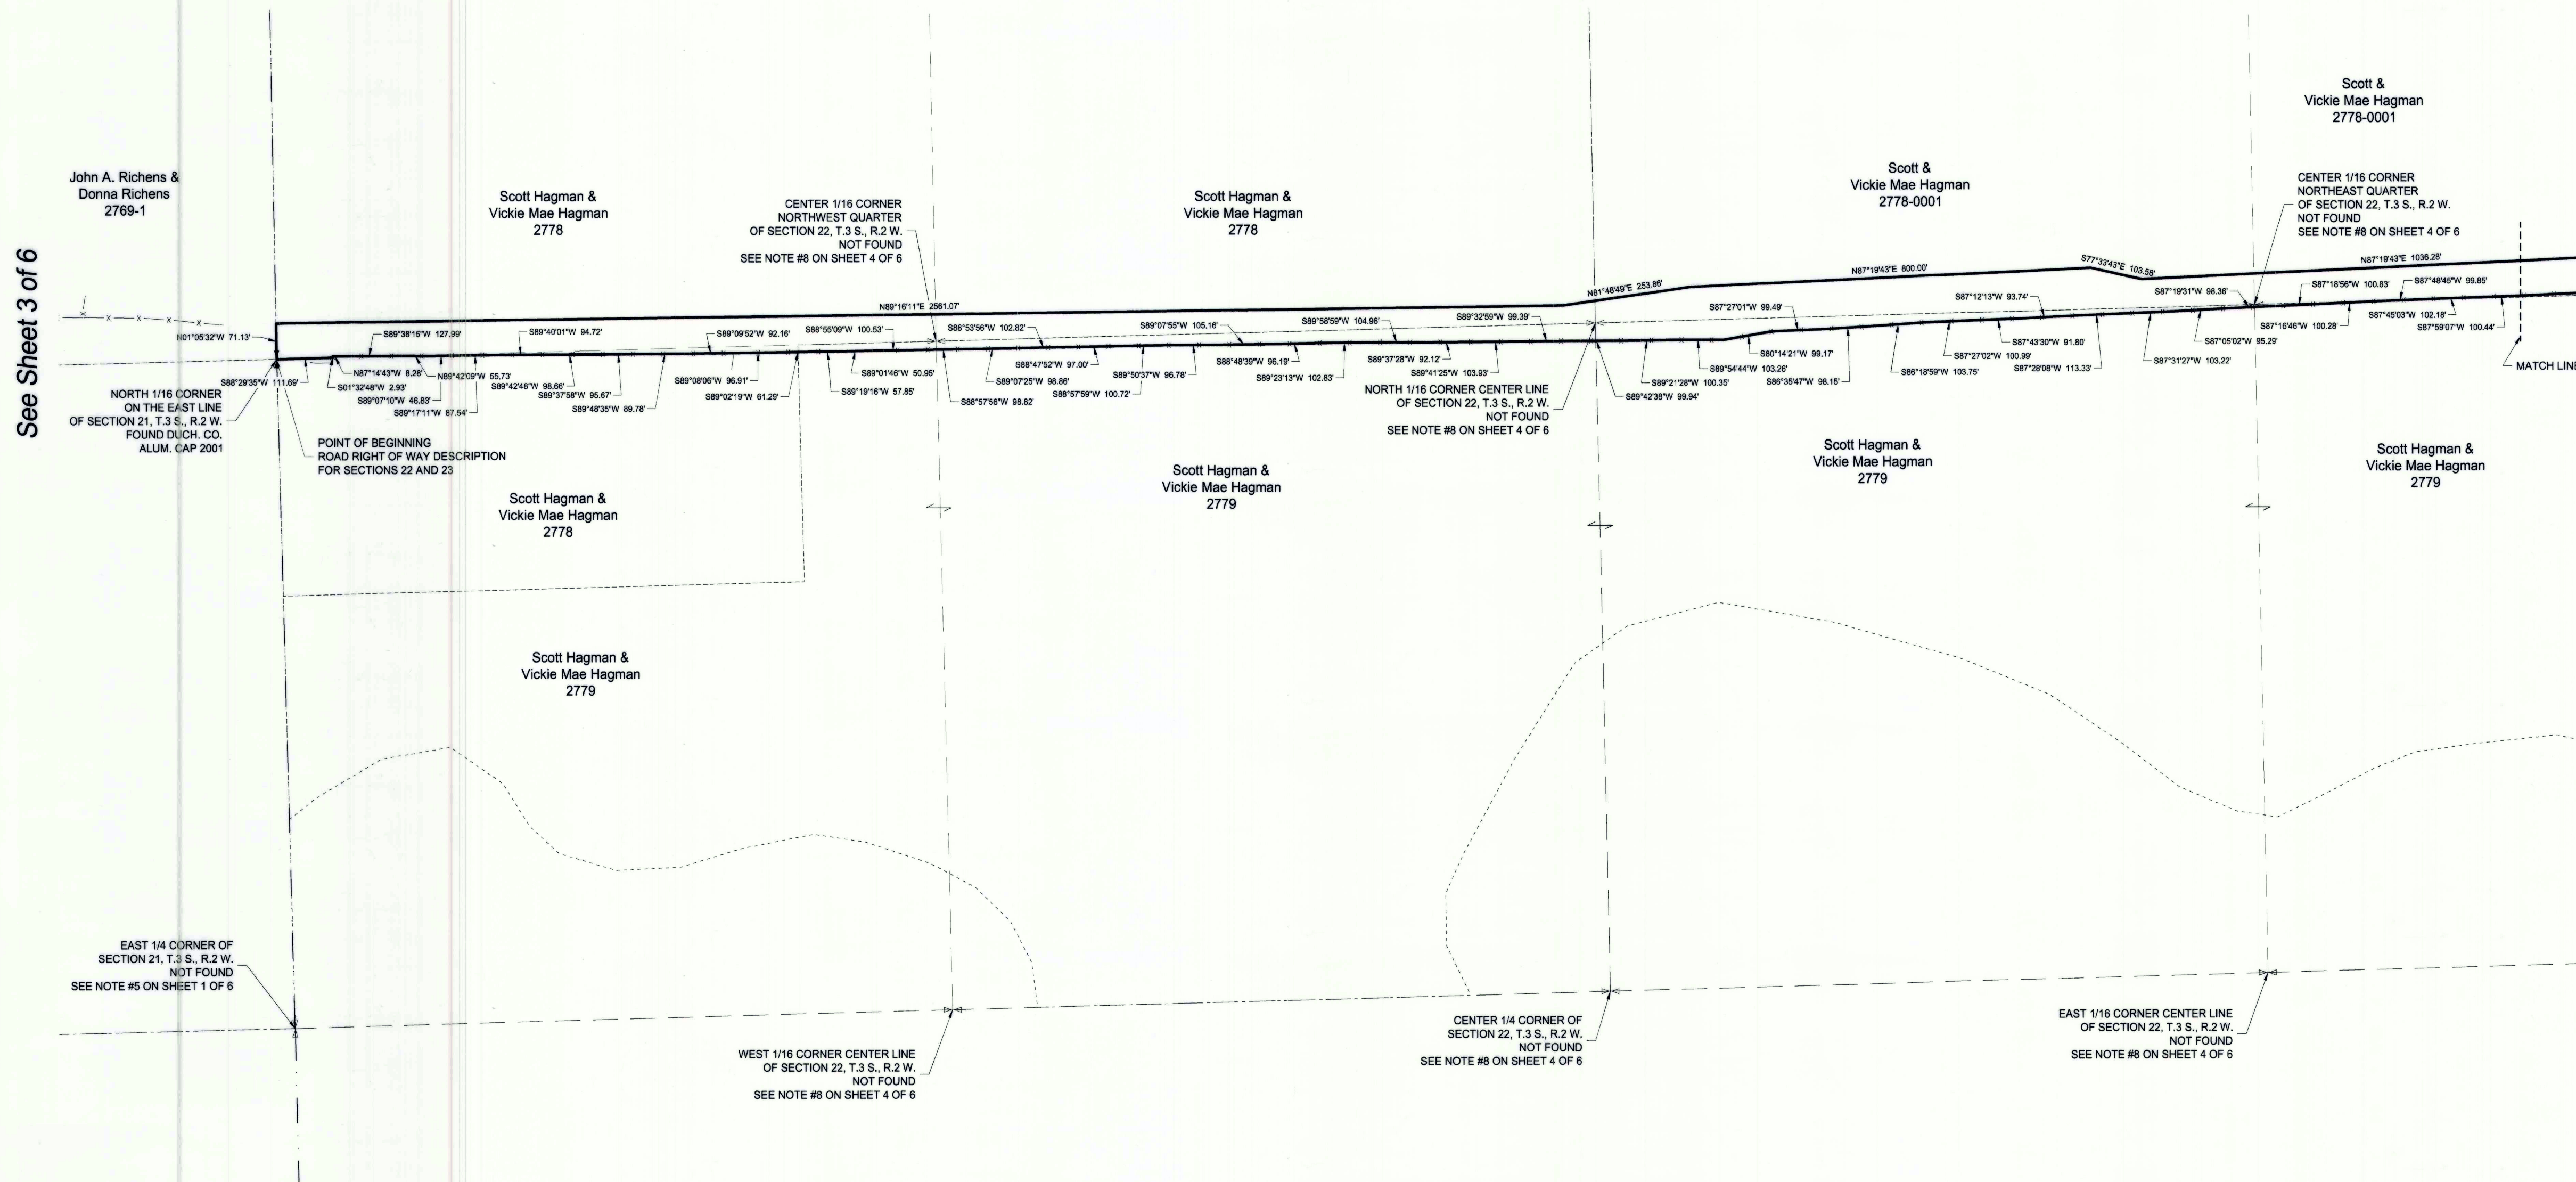 See Sheet 3 of 6
John A. Richens &
Donna Richens
2769-1
Scott Hagman &
Vickie Mae Hagman
2778
CENTER 1/16 CORNER
NORTHWEST QUARTER
OF SECTION 22, T.3 S., R.2 W.
NOT FOUND
SEE NOTE #8 ON SHEET 4 OF 6
Scott Hagman &
Vickie Mae Hagman
2778
Scott &
Vickie Mae Hagman
2778-0001
Scott &
Vickie Mae Hagman
2778-0001
CENTER 1/16 CORNER
NORTHEAST QUARTER
OF SECTION 22, T.3 S., R.2 W.
NOT FOUND
SEE NOTE #8 ON SHEET 4 OF 6
N01°05'32"W 71.13'
N89°16'11"E 2561.07'
N81°48'49"E 253.86'
N87°19'43"E 800.00'
S77°33'43"E 103.58'
N87°19'43"E 1036.28'
S89°38'15"W 127.99'
S89°40'01"W 94.72'
S89°09'52"W 92.16'
S88°55'09"W 100.53'
S88°53'56"W 102.82'
S89°07'55"W 105.16'
S89°58'59"W 104.96'
S89°32'59"W 99.39'
S87°27'01"W 99.49'
S87°12'13"W 93.74'
S87°19'31"W 98.36'
S87°18'56"W 100.83'
S87°48'45"W 99.85'
S88°29'35"W 111.69'
N87°14'43"W 8.28'
S01°32'48"W 2.93'
S89°07'10"W 46.83'
N89°42'09"W 55.73'
S89°17'11"W 87.54'
S89°42'48"W 98.66'
S89°37'58"W 95.67'
S89°48'35"W 89.78'
S89°08'06"W 96.91'
S89°02'19"W 61.29'
S89°19'16"W 57.85'
S89°01'46"W 50.95'
S88°57'56"W 98.82'
S89°07'25"W 98.86'
S88°47'52"W 97.00'
S88°57'59"W 100.72'
S89°50'37"W 96.78'
S88°48'39"W 96.19'
S89°23'13"W 102.83'
S89°37'28"W 92.12'
S89°41'25"W 103.93'
S89°42'38"W 99.94'
S89°21'28"W 100.35'
S89°54'44"W 103.26'
S80°14'21"W 99.17'
S86°35'47"W 98.15'
S86°18'59"W 103.75'
S87°27'02"W 100.99'
S87°43'30"W 91.80'
S87°28'08"W 113.33'
S87°31'27"W 103.22'
S87°05'02"W 95.29'
S87°16'46"W 100.28'
S87°45'03"W 102.18'
S87°59'07"W 100.44'
MATCH LINE
NORTH 1/16 CORNER
ON THE EAST LINE
OF SECTION 21, T.3 S., R.2 W.
FOUND DUCH. CO.
ALUM. CAP 2001
POINT OF BEGINNING
ROAD RIGHT OF WAY DESCRIPTION
FOR SECTIONS 22 AND 23
NORTH 1/16 CORNER CENTER LINE
OF SECTION 22, T.3 S., R.2 W.
NOT FOUND
SEE NOTE #8 ON SHEET 4 OF 6
Scott Hagman &
Vickie Mae Hagman
2778
Scott Hagman &
Vickie Mae Hagman
2779
Scott Hagman &
Vickie Mae Hagman
2779
Scott Hagman &
Vickie Mae Hagman
2779
Scott Hagman &
Vickie Mae Hagman
2779
EAST 1/4 CORNER OF
SECTION 21, T.3 S., R.2 W.
NOT FOUND
SEE NOTE #5 ON SHEET 1 OF 6
WEST 1/16 CORNER CENTER LINE
OF SECTION 22, T.3 S., R.2 W.
NOT FOUND
SEE NOTE #8 ON SHEET 4 OF 6
CENTER 1/4 CORNER OF
SECTION 22, T.3 S., R.2 W.
NOT FOUND
SEE NOTE #8 ON SHEET 4 OF 6
EAST 1/16 CORNER CENTER LINE
OF SECTION 22, T.3 S., R.2 W.
NOT FOUND
SEE NOTE #8 ON SHEET 4 OF 6